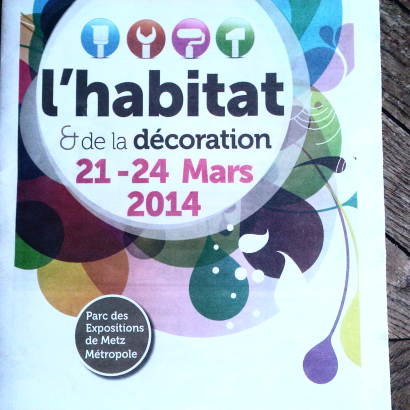 l'habitat
& de la décoration
21 - 24 Mars
2014
Parc des
Expositions
de Metz
Métropole